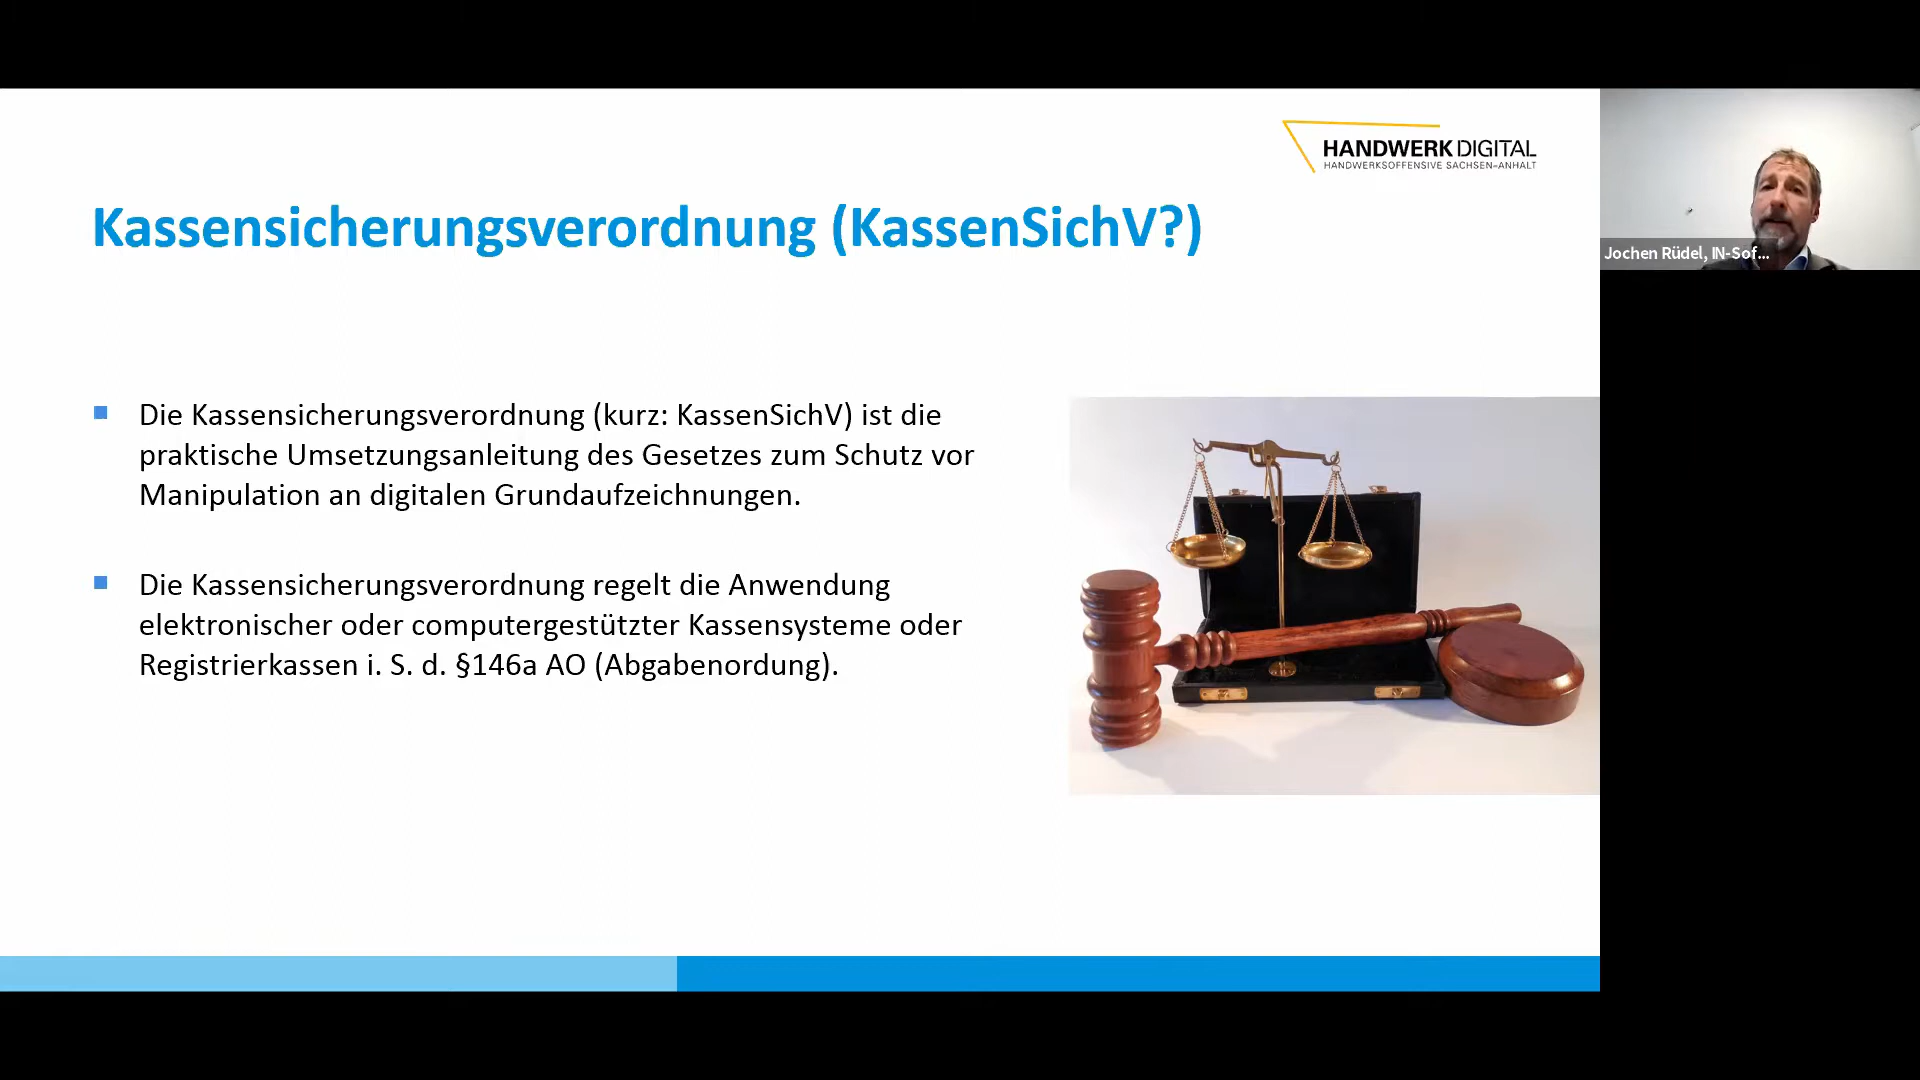 HANDWERK DIGITAL
HANDWERKSOFFENSIVE SACHSEN-ANHALT
Kassensicherungsverordnung (KassenSichV?)
Jochen Rüdel, IN-Sof...
Die Kassensicherungsverordnung (kurz: KassenSichV) ist die
praktische Umsetzungsanleitung des Gesetzes zum Schutz vor
Manipulation an digitalen Grundaufzeichnungen.
Die Kassensicherungsverordnung regelt die Anwendung
elektronischer oder computergestützter Kassensysteme oder
Registrierkassen i. S. d. §146a AO (Abgabenordung).